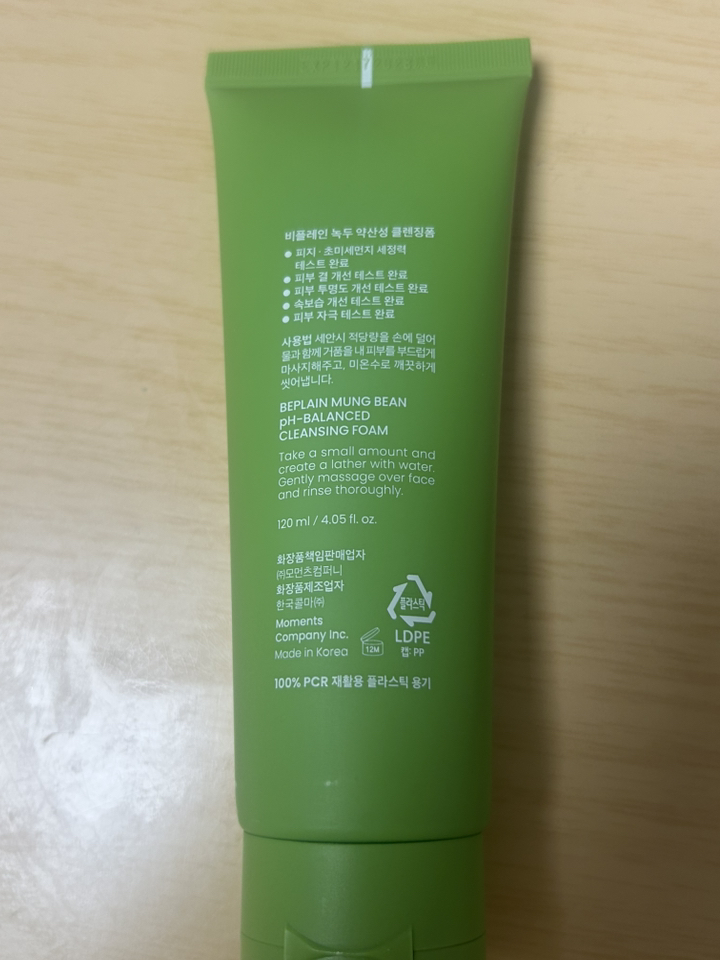 비플레인 녹두 약산성 클렌징폼
● 피지 · 초미세먼지 세정력
테스트 완료
● 피부 결 개선 테스트 완료
● 피부 투명도 개선 테스트 완료
● 속보습 개선 테스트 완료
● 피부 자극 테스트 완료
사용법 세안시 적당량을 손에 덜어
물과 함께 거품을 내 피부를 부드럽게
마사지해주고, 미온수로 깨끗하게
씻어냅니다.
BEPLAIN MUNG BEAN
pH-BALANCED
CLEANSING FOAM
Take a small amount and
create a lather with water.
Gently massage over face
and rinse thoroughly.
120 ml / 4.05 fl. oz.
화장품책임판매업자
㈜모먼츠컴퍼니
화장품제조업자
한국콜마㈜
Moments
Company Inc.
Made in Korea
12M
플라스틱
LDPE
캡: PP
100% PCR 재활용 플라스틱 용기